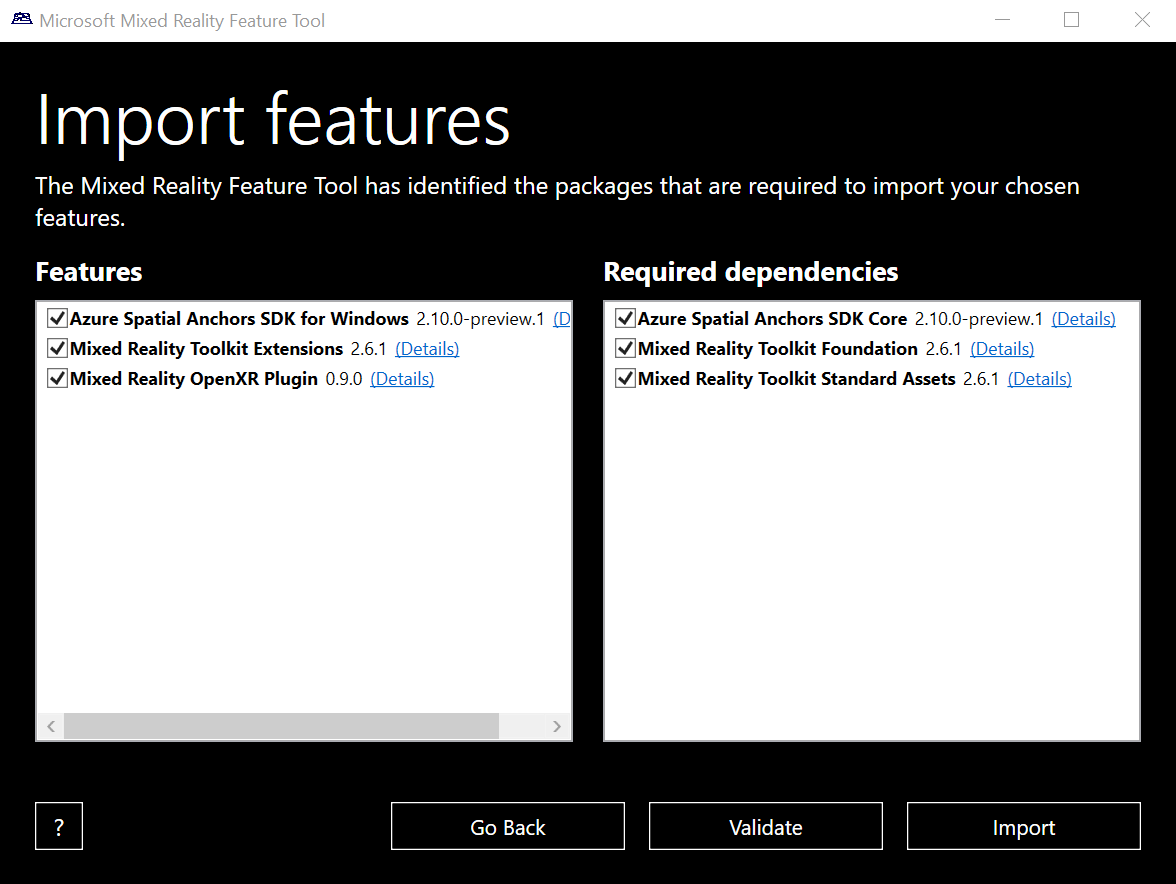 Microsoft Mixed Reality Feature Tool
Import features
The Mixed Reality Feature Tool has identified the packages that are required to import your chosen
features.
Features
Azure Spatial Anchors SDK for Windows 2.10.0-preview.1 (D
Mixed Reality Toolkit Extensions 2.6.1 (Details)
Mixed Reality OpenXR Plugin 0.9.0 (Details)
Required dependencies
Azure Spatial Anchors SDK Core 2.10.0-preview.1 (Details)
Mixed Reality Toolkit Foundation 2.6.1 (Details)
Mixed Reality Toolkit Standard Assets 2.6.1 (Details)
?
Go Back
Validate
Import